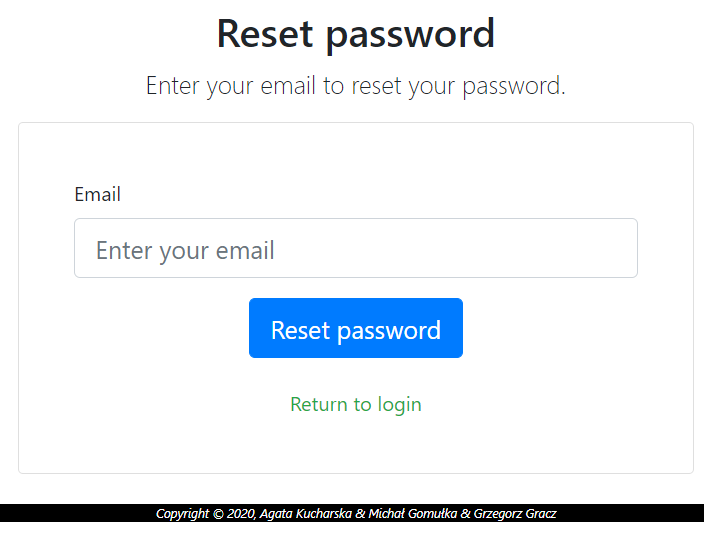 Reset password
Enter your email to reset your password.
Email
Enter your email
Reset password
Return to login
Copyright © 2020, Agata Kucharska & Michał Gomułka & Grzegorz Gracz